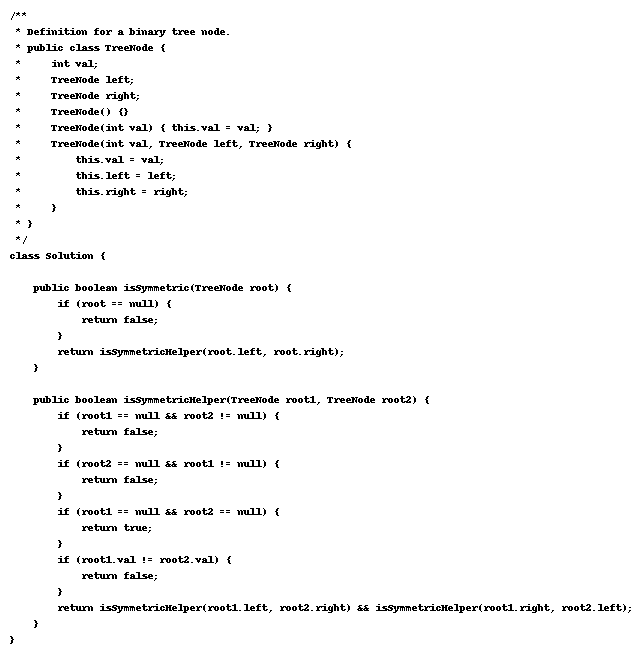 /**
 * Definition for a binary tree node.
 * public class TreeNode {
 *     int val;
 *     TreeNode left;
 *     TreeNode right;
 *     TreeNode() {}
 *     TreeNode(int val) { this.val = val; }
 *     TreeNode(int val, TreeNode left, TreeNode right) {
 *         this.val = val;
 *         this.left = left;
 *         this.right = right;
 *     }
 * }
 */
class Solution {

    public boolean isSymmetric(TreeNode root) {
        if (root == null) {
            return false;
        }
        return isSymmetricHelper(root.left, root.right);
    }

    public boolean isSymmetricHelper(TreeNode root1, TreeNode root2) {
        if (root1 == null && root2 != null) {
            return false;
        }
        if (root2 == null && root1 != null) {
            return false;
        }
        if (root1 == null && root2 == null) {
            return true;
        }
        if (root1.val != root2.val) {
            return false;
        }
        return isSymmetricHelper(root1.left, root2.right) && isSymmetricHelper(root1.right, root2.left);
    }
}